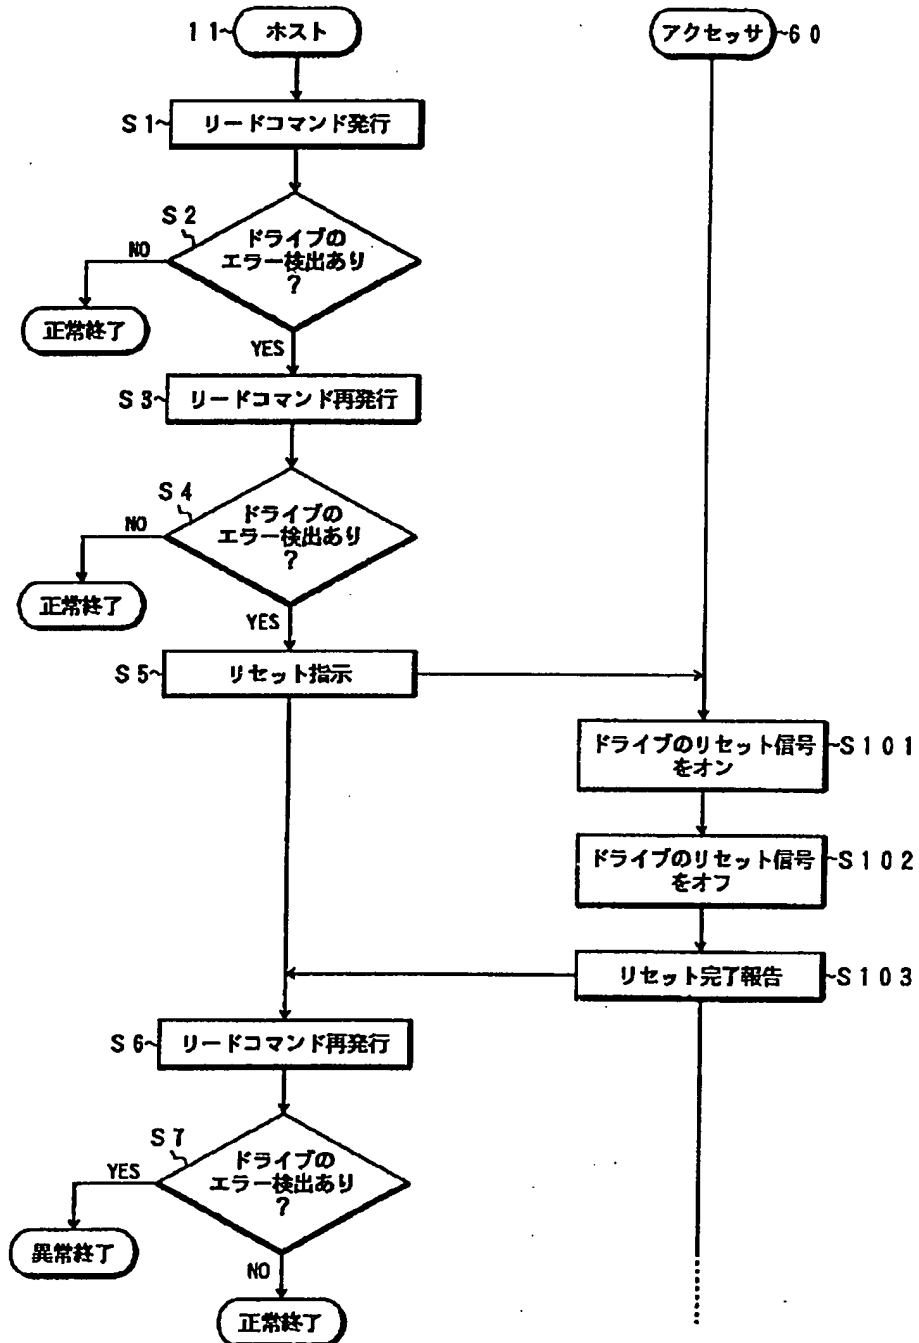 11 ホスト
アクセッサ 60
S1 リードコマンド発行
S2
ドライブの
エラー検出あり
?
NO
正常終了
YES
S3 リードコマンド再発行
S4
ドライブの
エラー検出あり
?
NO
正常終了
YES
S5 リセット指示
ドライブのリセット信号
をオン
S101
ドライブのリセット信号
をオフ
S102
リセット完了報告 S103
S6 リードコマンド再発行
S7
ドライブの
エラー検出あり
?
YES
異常終了
NO
正常終了